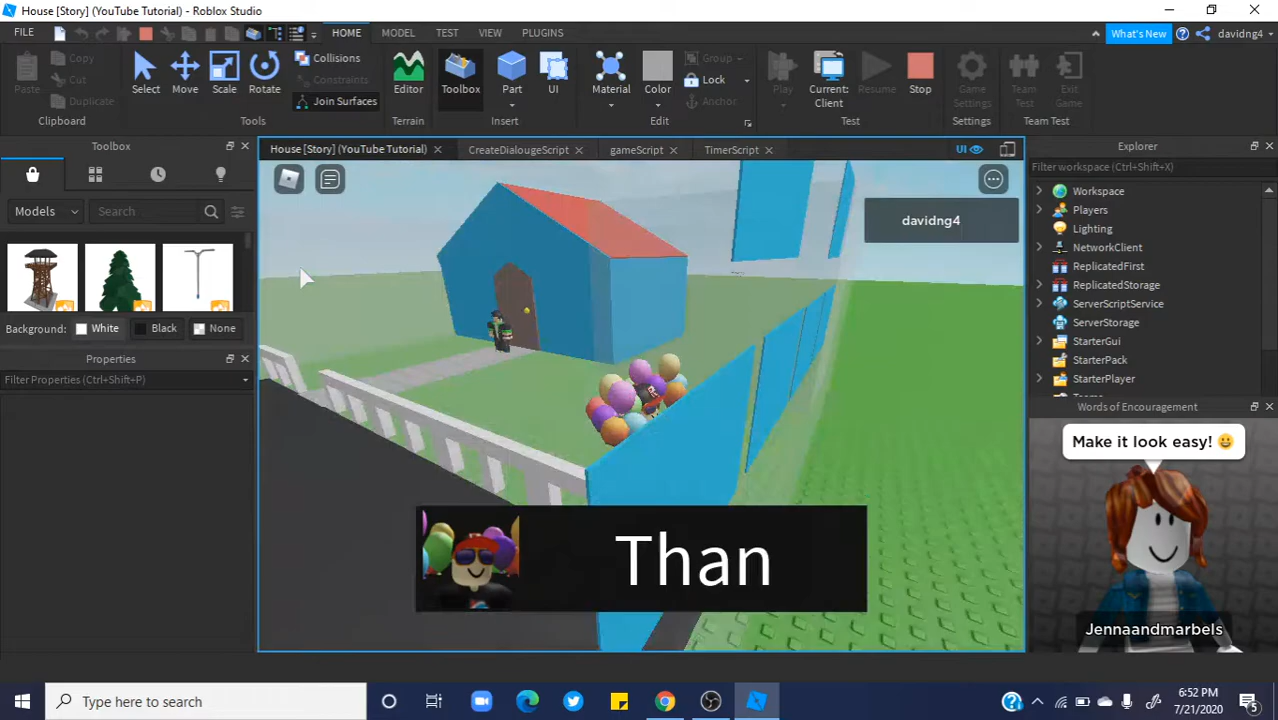 House [Story] (YouTube Tutorial) - Roblox Studio
FILE HOME MODEL TEST VIEW PLUGINS What's New davidng4
Paste Copy Cut Duplicate Clipboard
Select Move Scale Rotate Collisions Constraints Join Surfaces Tools
Editor Terrain
Toolbox Part UI Insert
Material Color Group Lock Anchor Edit
Play Current: Client Resume Stop Test
Game Settings Settings
Team Test Exit Game Team Test
Toolbox
Models Search...
Background: White Black None
Properties
Filter Properties (Ctrl+Shift+P)
House [Story] (YouTube Tutorial) CreateDialougeScript gameScript TimerScript UI
davidng4
Than
Explorer
Filter workspace (Ctrl+Shift+X)
Workspace
Players
Lighting
NetworkClient
ReplicatedFirst
ReplicatedStorage
ServerScriptService
ServerStorage
StarterGui
StarterPack
StarterPlayer
Teams
Words of Encouragement
Make it look easy! 😀
Jennaandmarbels
Type here to search
6:52 PM
7/21/2020
5